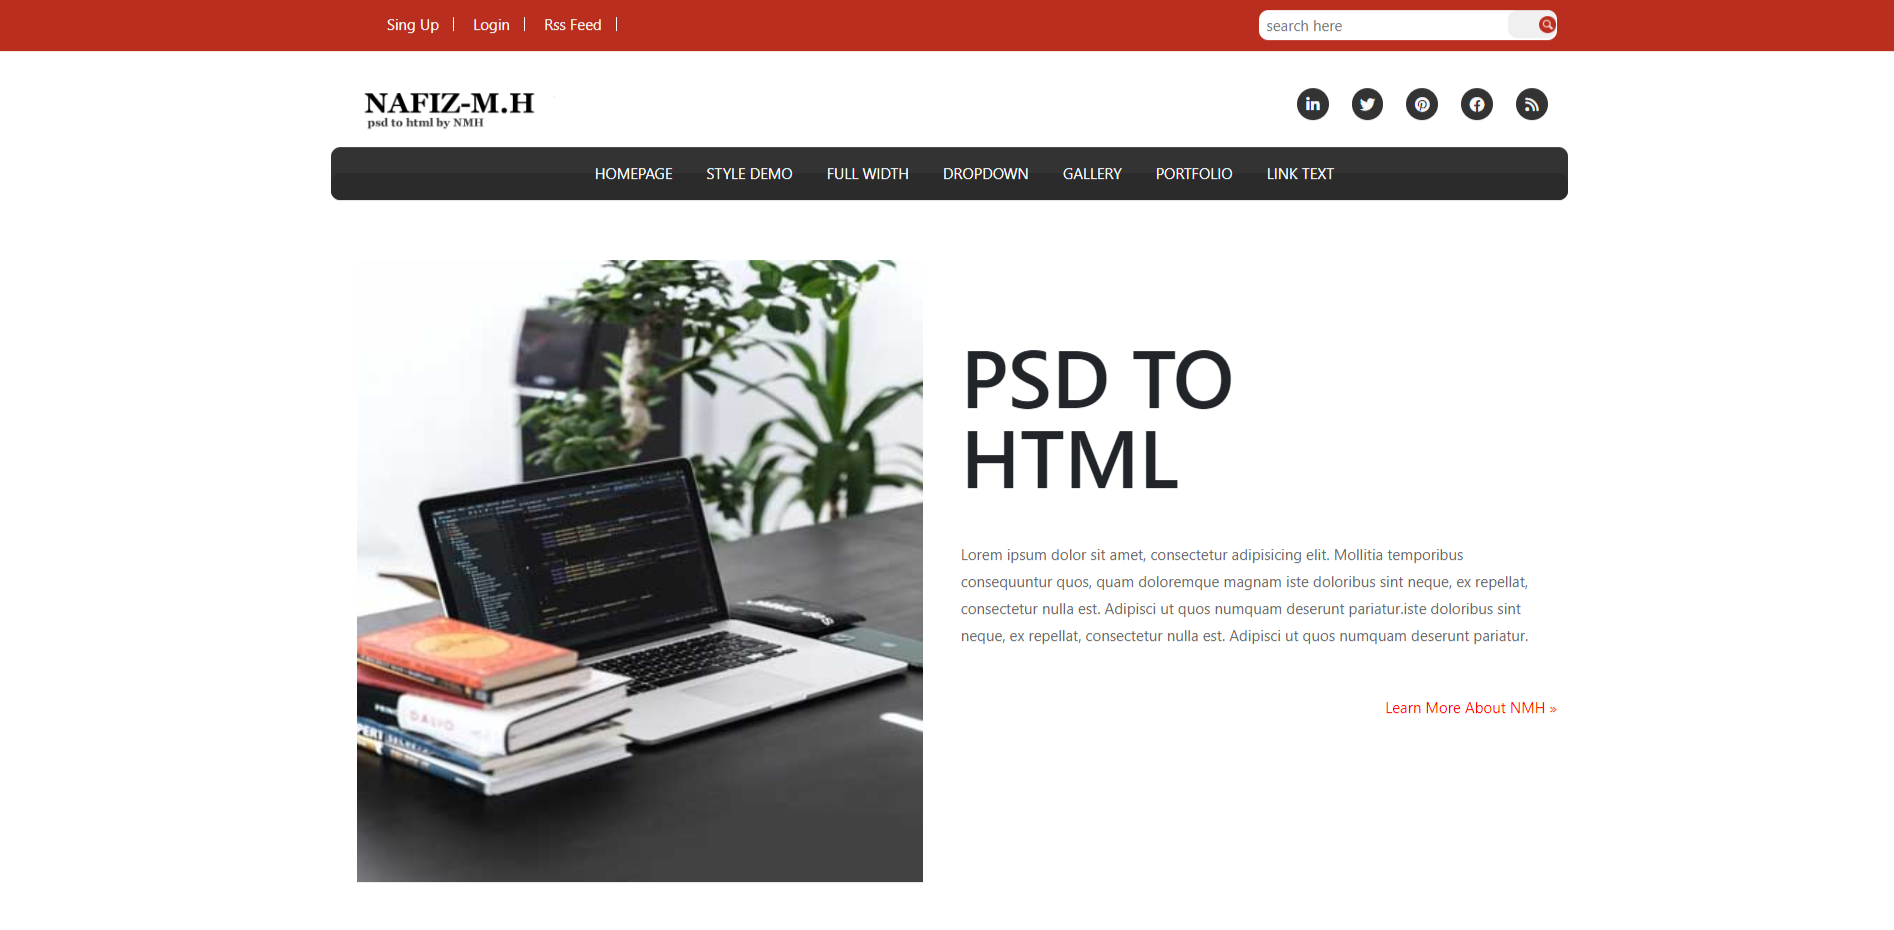 Sing Up
Login
Rss Feed
search here
NAFIZ-M.H
psd to html by NMH
HOMEPAGE STYLE DEMO FULL WIDTH DROPDOWN GALLERY PORTFOLIO LINK TEXT
PSD TO
HTML
Lorem ipsum dolor sit amet, consectetur adipisicing elit. Mollitia temporibus
consequuntur quos, quam doloremque magnam iste doloribus sint neque, ex repellat,
consectetur nulla est. Adipisci ut quos numquam deserunt pariatur.iste doloribus sint
neque, ex repellat, consectetur nulla est. Adipisci ut quos numquam deserunt pariatur.
DALIO
Learn More About NMH »